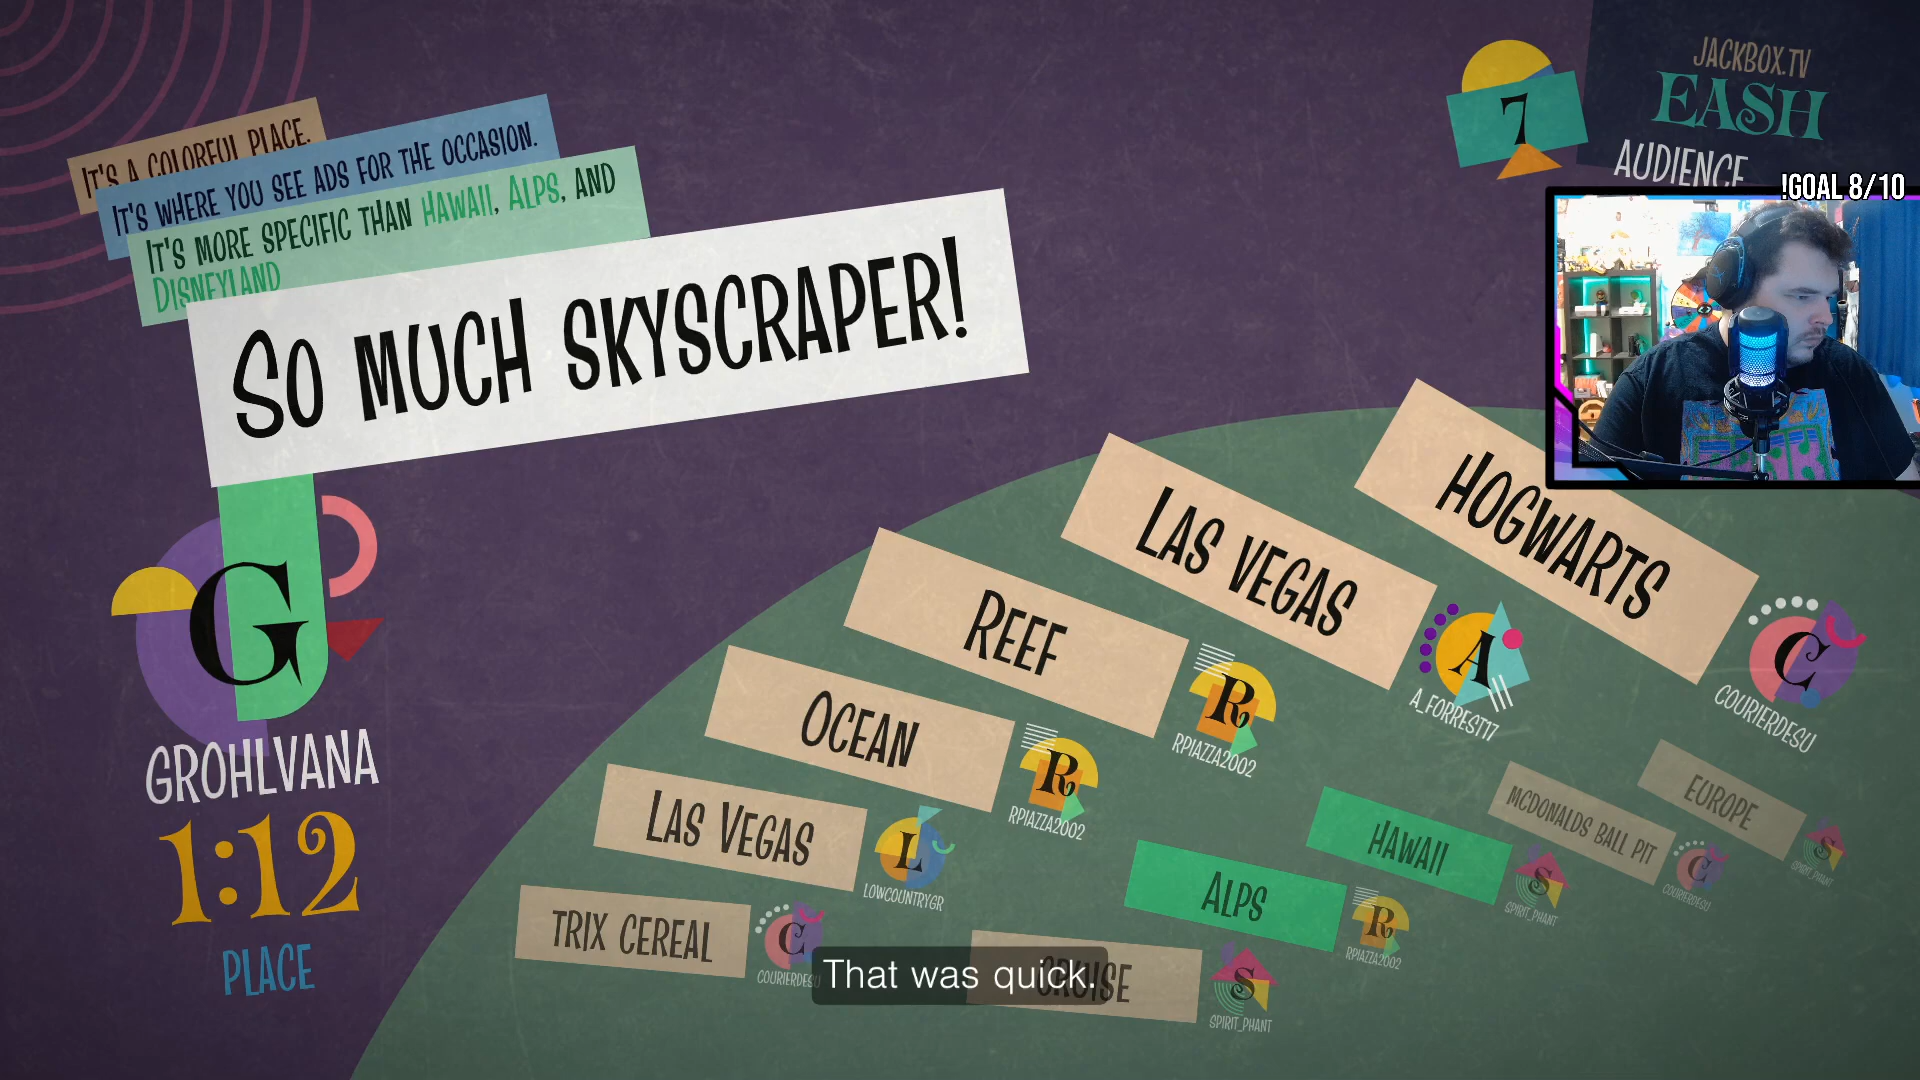 JACKBOX.TV
EASH
AUDIENCE
7
!GOAL 8/10
IT'S A COLORFUL PLACE.
IT'S WHERE YOU SEE ADS FOR THE OCCASION.
IT'S MORE SPECIFIC THAN HAWAII, ALPS, AND
DISNEYLAND
SO MUCH SKYSCRAPER!
G
GROHLVANA
1:12
PLACE
HOGWARTS
C
COURIERDESU
LAS VEGAS
A
A_FORREST17
REEF
R
RPIAZZA2002
OCEAN
R
RPIAZZA2002
LAS VEGAS
L
LOWCOUNTRYGR
TRIX CEREAL
C
COURIERDESU
EUROPE
S
SPIRIT_PHANT
MCDONALDS BALL PIT
C
COURIERDESU
HAWAII
S
SPIRIT_PHANT
ALPS
R
RPIAZZA2002
CRUISE
S
SPIRIT_PHANT
That was quick.